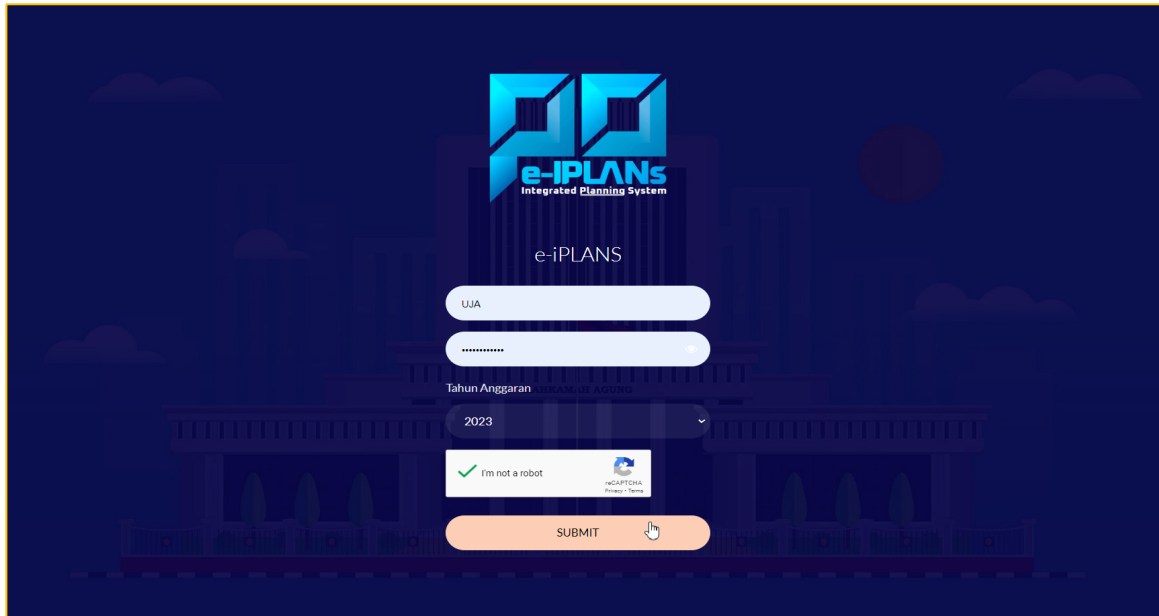 e-IPLANs
Integrated Planning System
e-iPLANS
UJA
••••••••••••
Tahun Anggaran
MAHKAMAH AGUNG
2023
I'm not a robot
reCAPTCHA
Privacy - Terms
SUBMIT